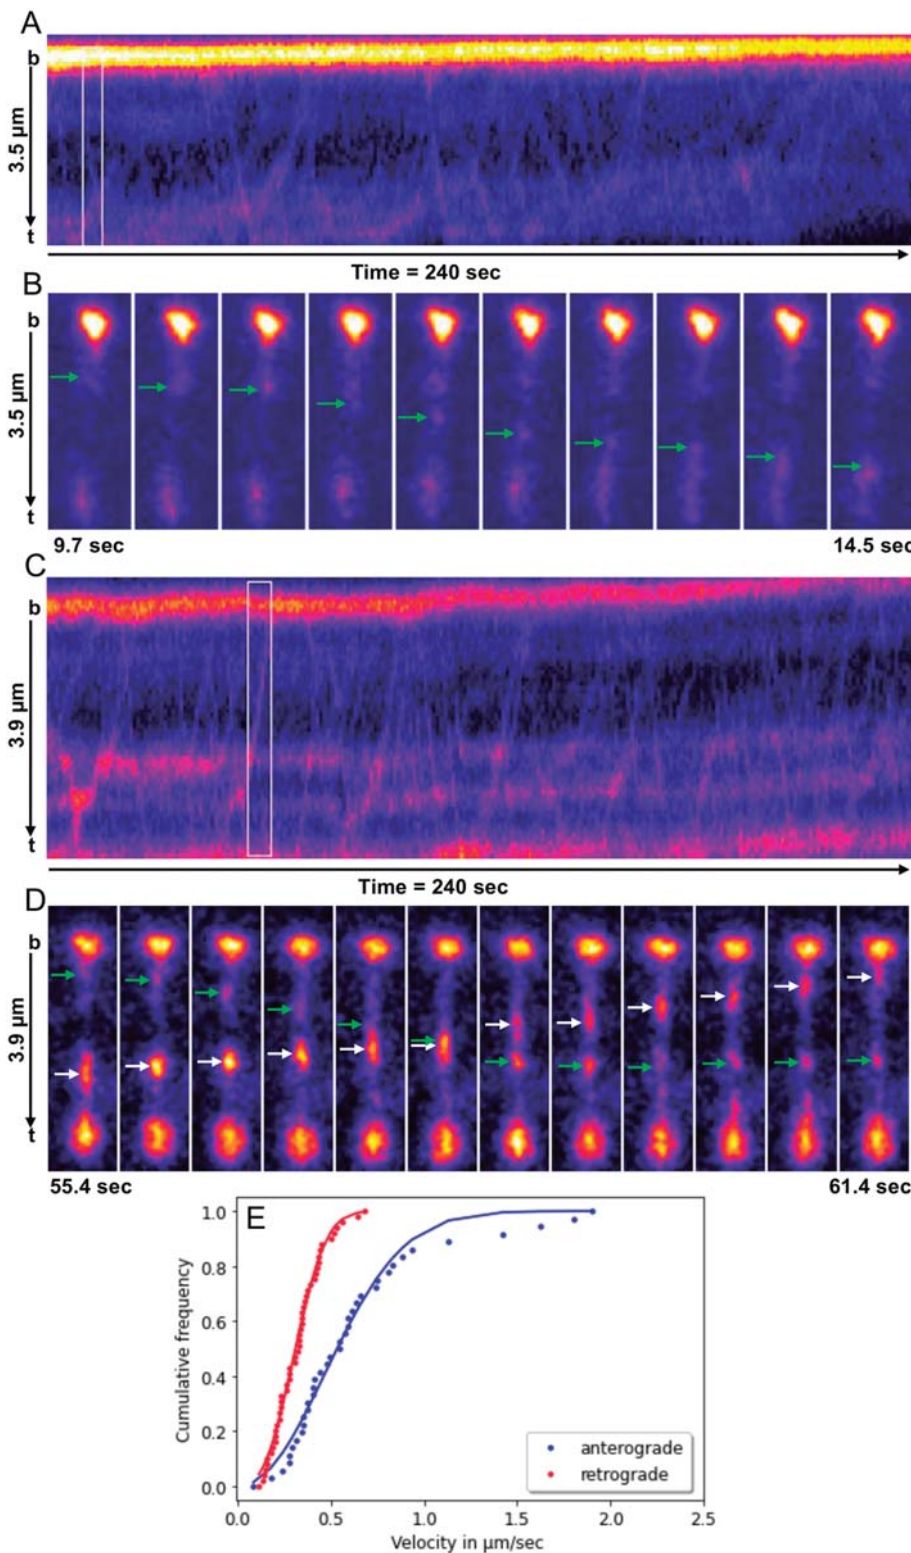 A
b
3.5 µm
t
Time = 240 sec
B
b
3.5 µm
t
9.7 sec
14.5 sec
C
b
3.9 µm
t
Time = 240 sec
D
b
3.9 µm
t
55.4 sec
61.4 sec
E
1.0
0.8
0.6
0.4
0.2
0.0
Cumulative frequency
anterograde
retrograde
0.0
0.5
1.0
1.5
2.0
2.5
Velocity in µm/sec